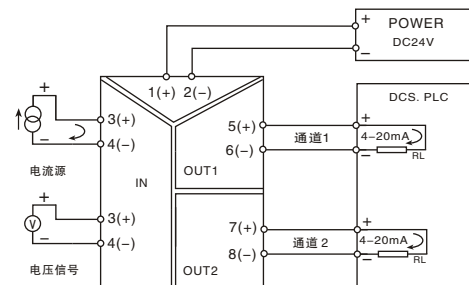 + POWER
− DC24V
1(+) 2(−)
DCS. PLC
+ 3(+)
− 4(−)
电流源
IN
5(+) 通道1 + 4−20mA
6(−) − RL
OUT1
+ 3(+)
V
− 4(−)
电压信号
7(+) 通道 2 + 4−20mA
8(−) − RL
OUT2